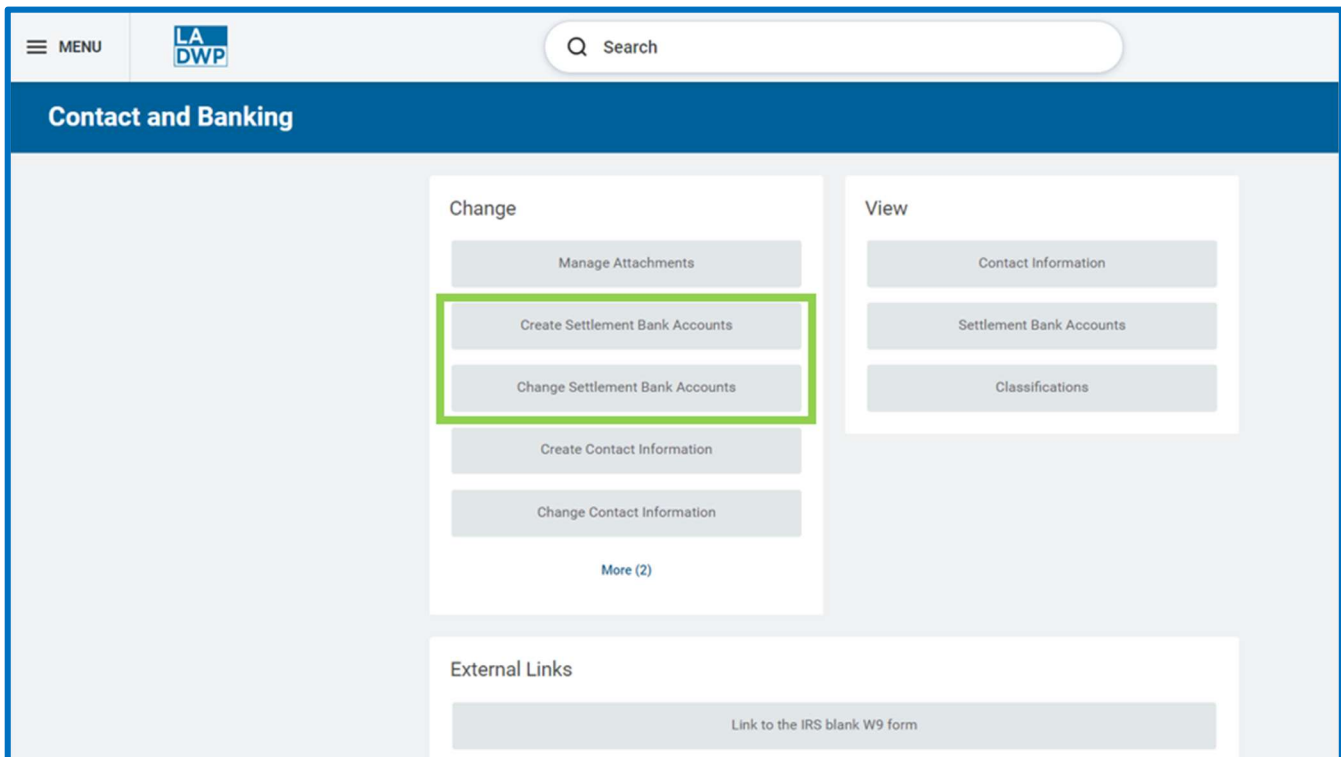 MENU
LA
DWP
Search
Contact and Banking
Change
Manage Attachments
Create Settlement Bank Accounts
Change Settlement Bank Accounts
Create Contact Information
Change Contact Information
More (2)
View
Contact Information
Settlement Bank Accounts
Classifications
External Links
Link to the IRS blank W9 form